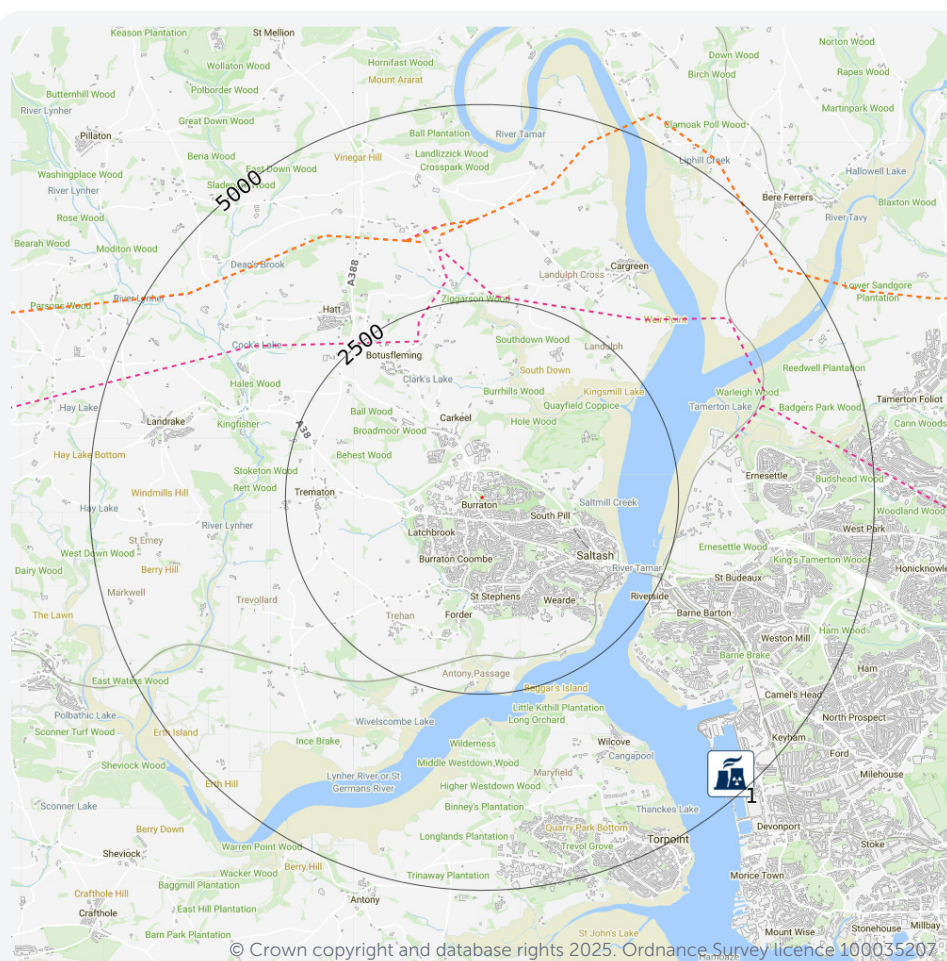 Keason Plantation
St Mellion
Hornifast Wood
Norton Wood
Down Wood
Wollaton Wood
Mount Ararat
Birch Wood
Rapes Wood
Butternhill Wood
Polborder Wood
River Lynher
Great Down Wood
Martinpark Wood
Blaxton Wood
Pillaton
Ball Plantation
River Tamar
Clamoak Poll Wood
Beria Wood
Vinegar Hill
Landlizzick Wood
Liphill Creek
Washingplace Wood
East Down Wood
Crosspark Wood
Hallowell Lake
River Lynher
5000
Bere Ferrers
Rose Wood
River Tavy
Bearah Wood
Moditon Wood
Dean's Brook
A388
Landulph Cross
Cargreen
Parsons Wood
River Lynher
Ziggarson Wood
Lower Sandgore
Plantation
Hatt
Weir Point
2500
Cock's Lake
Botusfleming
Southdown Wood
Landulph
Hales Wood
Clark's Lake
South Down
Reedwell Plantation
Burrhills Wood
Kingsmill Lake
Warleigh Wood
Hay Lake
Ball Wood
Carkeel
Quayfield Coppice
Tamerton Lake
Badgers Park Wood
Tamerton Foliot
Landrake
Kingfisher
A38
Broadmoor Wood
Hole Wood
Cann Woods
Hay Lake Bottom
Behest Wood
Stoketon Wood
Ernesettle
Budshead Wood
Windmills Hill
Rett Wood
Trematon
Burraton
Saltmill Creek
Woodland Wood
Hay Lake
River Lynher
South Pill
St Erney
Latchbrook
West Park
West Down Wood
Burraton Coombe
Saltash
Ernesettle Wood
King's Tamerton Woods
Dairy Wood
Berry Hill
River Tamar
Honicknowle
Markwell
St Budeaux
The Lawn
Trevollard
St Stephens
Wearde
Riverside
Trehan
Forder
Barne Barton
Ham Wood
Weston Mill
Barne Brake
Ham
East Waters Wood
Antony Passage
Beggar's Island
Camel's Head
Polbathic Lake
Little Kithill Plantation
North Prospect
Sconner Turf Wood
Erth Island
Wivelscombe Lake
Long Orchard
Keyham
Ince Brake
Wilderness
Wilcove
Ford
Sheviock Wood
Middle Westdown Wood
Cangapool
Milehouse
Erth Hill
Lynher River or St
Germans River
Maryfield
Higher Westdown Wood
1
Sconner Lake
Binney's Plantation
Thanckes Lake
Berry Down
Quarry Park Bottom
Devonport
Longlands Plantation
Trevol Grove
Torpoint
Stoke
Warren Point Wood
Sheviock
Berry Hill
Wacker Wood
Trinaway Plantation
Morice Town
Crafthole Hill
Baggmill Plantation
Antony
Crafthole
East Hill Plantation
Stonehouse
Millbay
Barn Park Plantation
St John's Lake
Mount Wise
Hamoaze
© Crown copyright and database rights 2025. Ordnance Survey licence 100035207